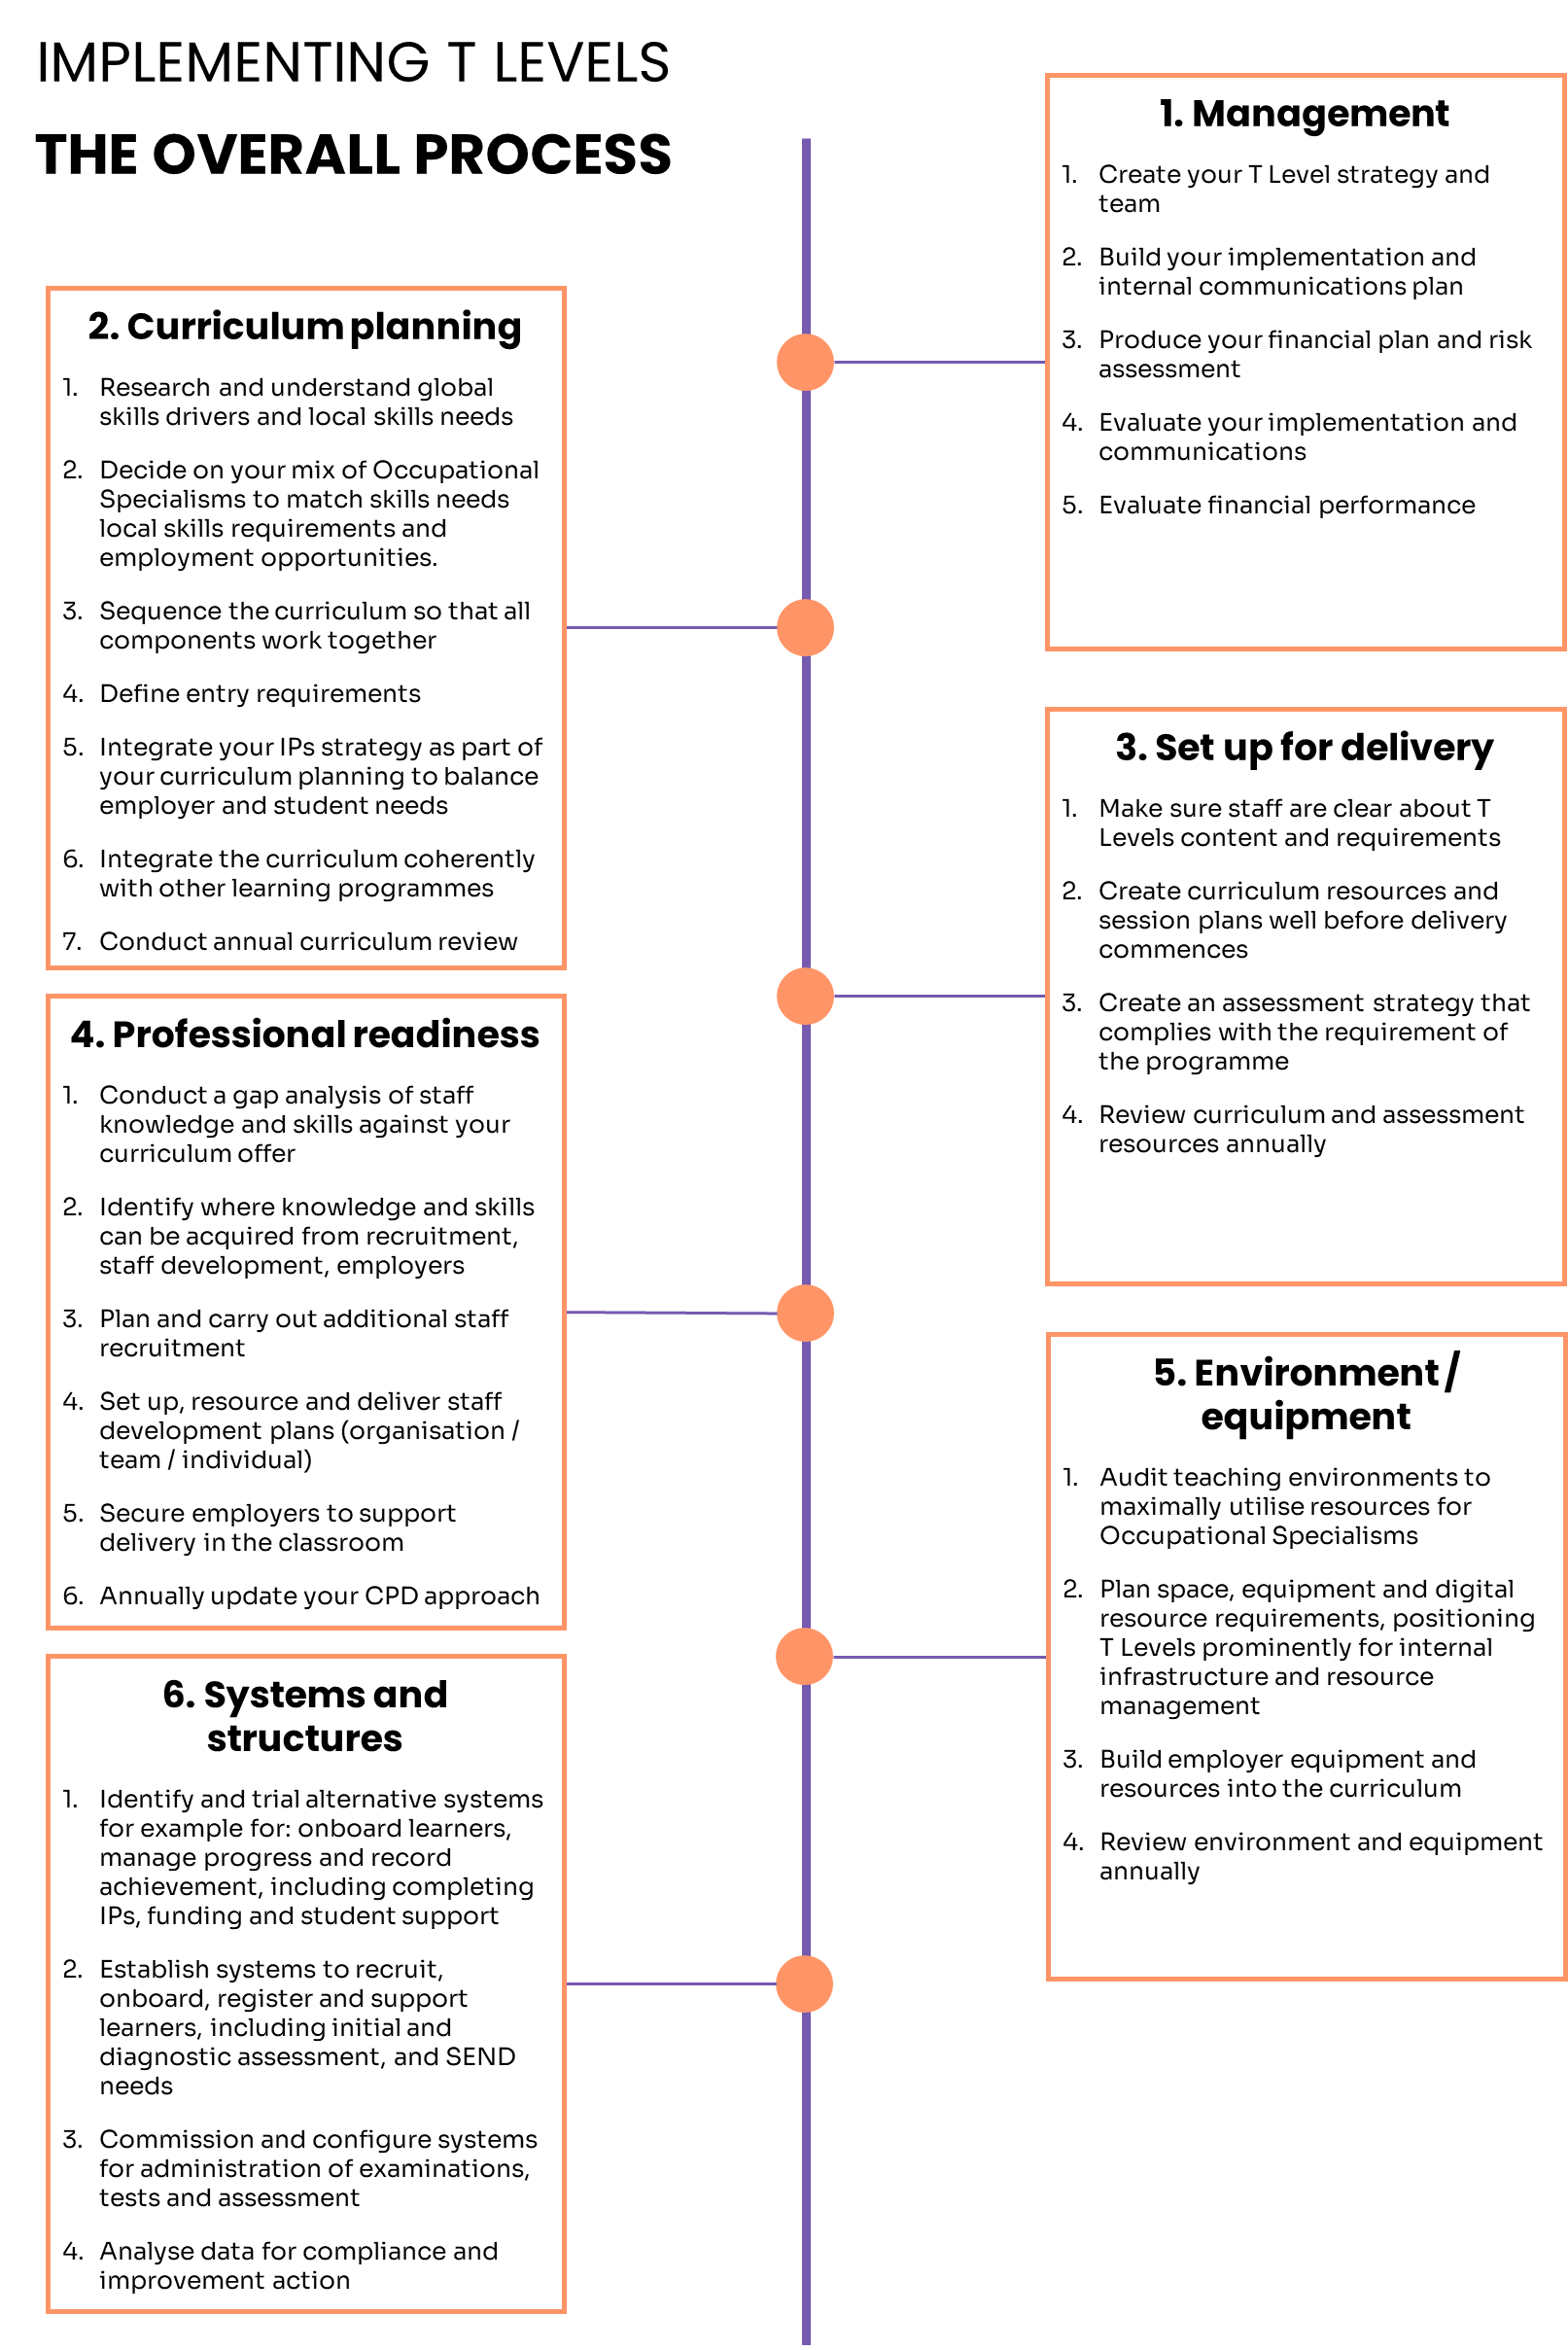 IMPLEMENTING T LEVELS
THE OVERALL PROCESS
1. Management
1. Create your T Level strategy and
team
2. Build your implementation and
internal communications plan
3. Produce your financial plan and risk
assessment
4. Evaluate your implementation and
communications
5. Evaluate financial performance
2. Curriculum planning
1. Research and understand global
skills drivers and local skills needs
2. Decide on your mix of Occupational
Specialisms to match skills needs
local skills requirements and
employment opportunities.
3. Sequence the curriculum so that all
components work together
4. Define entry requirements
5. Integrate your IPs strategy as part of
your curriculum planning to balance
employer and student needs
6. Integrate the curriculum coherently
with other learning programmes
7. Conduct annual curriculum review
3. Set up for delivery
1. Make sure staff are clear about T
Levels content and requirements
2. Create curriculum resources and
session plans well before delivery
commences
3. Create an assessment strategy that
complies with the requirement of
the programme
4. Review curriculum and assessment
resources annually
4. Professional readiness
1. Conduct a gap analysis of staff
knowledge and skills against your
curriculum offer
2. Identify where knowledge and skills
can be acquired from recruitment,
staff development, employers
3. Plan and carry out additional staff
recruitment
4. Set up, resource and deliver staff
development plans (organisation /
team / individual)
5. Secure employers to support
delivery in the classroom
6. Annually update your CPD approach
5. Environment /
equipment
1. Audit teaching environments to
maximally utilise resources for
Occupational Specialisms
2. Plan space, equipment and digital
resource requirements, positioning
T Levels prominently for internal
infrastructure and resource
management
3. Build employer equipment and
resources into the curriculum
4. Review environment and equipment
annually
6. Systems and
structures
1. Identify and trial alternative systems
for example for: onboard learners,
manage progress and record
achievement, including completing
IPs, funding and student support
2. Establish systems to recruit,
onboard, register and support
learners, including initial and
diagnostic assessment, and SEND
needs
3. Commission and configure systems
for administration of examinations,
tests and assessment
4. Analyse data for compliance and
improvement action